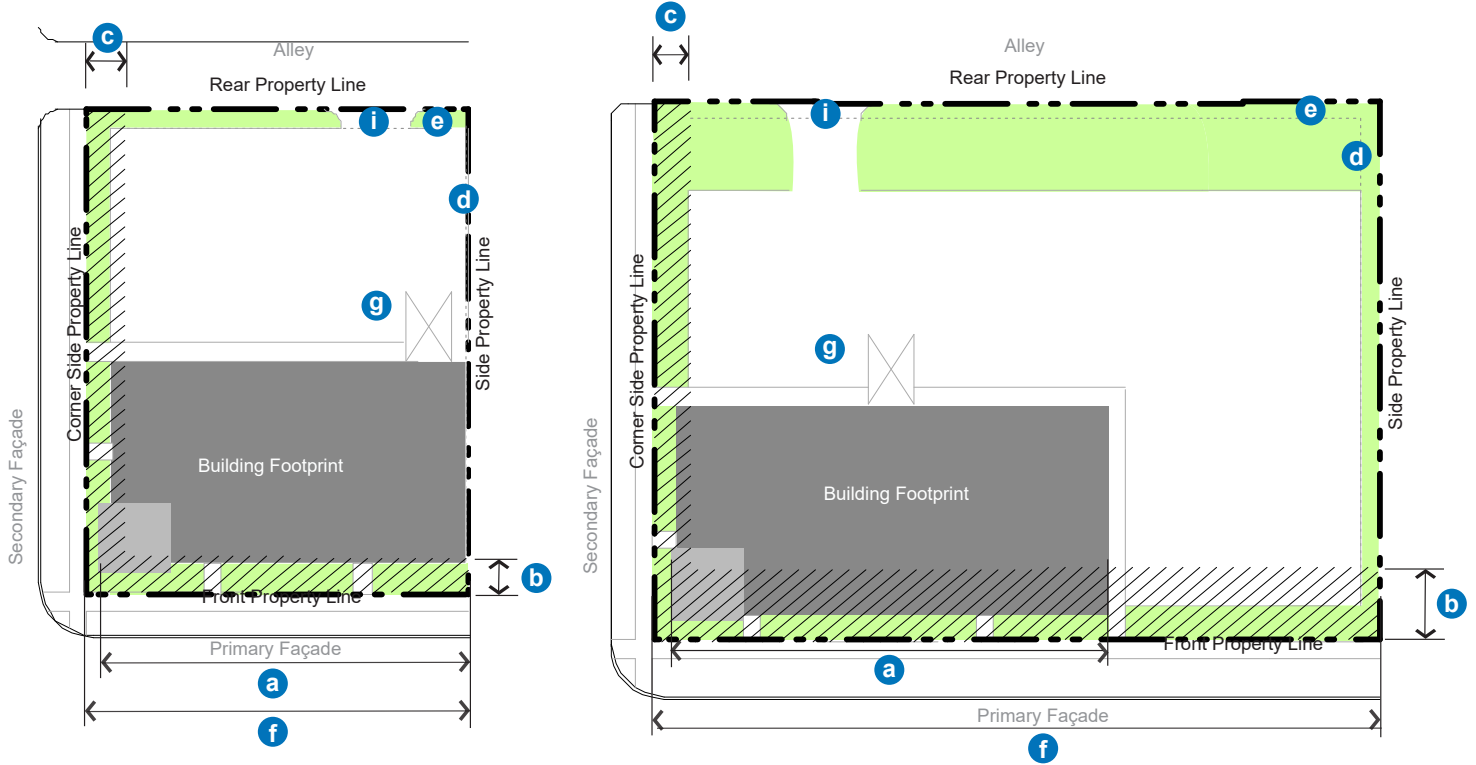 c
Alley
Rear Property Line
i
e
d
Corner Side Property Line
Side Property Line
g
Secondary Façade
Building Footprint
b
Front Property Line
Primary Façade
a
f
c
Alley
Rear Property Line
i
e
d
Corner Side Property Line
Side Property Line
g
Secondary Façade
Building Footprint
b
Front Property Line
a
Primary Façade
f